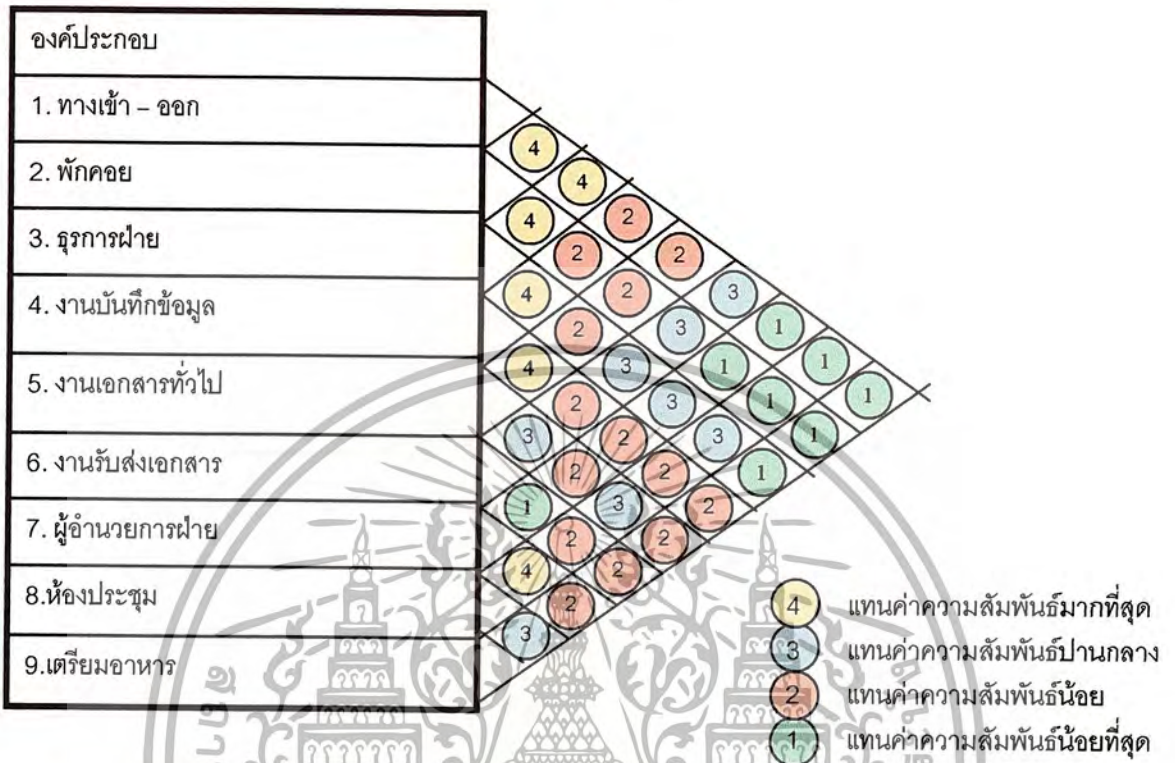 องค์ประกอบ
1. ทางเข้า – ออก
4
2. พักคอย
4
4
2
3. ธุรการฝ่าย
2
2
4. งานบันทึกข้อมูล
4
2
3
2
3
1
5. งานเอกสารทั่วไป
4
3
1
1
2
3
1
1
6. งานรับส่งเอกสาร
3
2
3
1
2
2
1
7. ผู้อำนวยการฝ่าย
1
3
2
2
2
8.ห้องประชุม
4
2
2
9.เตรียมอาหาร
3
4 แทนค่าความสัมพันธ์มากที่สุด
3 แทนค่าความสัมพันธ์ปานกลาง
2 แทนค่าความสัมพันธ์น้อย
1 แทนค่าความสัมพันธ์น้อยที่สุด